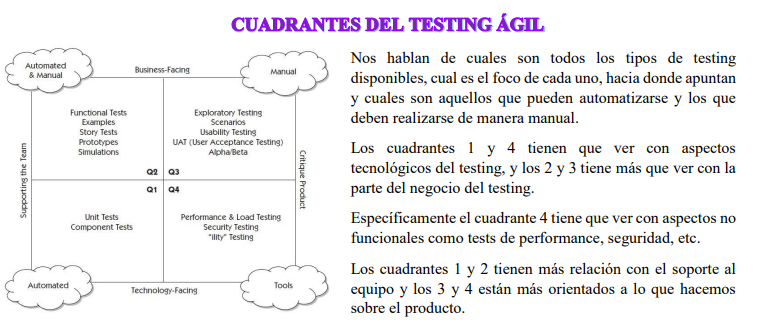 CUADRANTES DEL TESTING ÁGIL
Automated
& Manual
Business-Facing
Manual
Functional Tests
Examples
Story Tests
Prototypes
Simulations
Exploratory Testing
Scenarios
Usability Testing
UAT (User Acceptance Testing)
Alpha/Beta
Supporting the Team
Q2
Q3
Critique Product
Q1
Q4
Unit Tests
Component Tests
Performance & Load Testing
Security Testing
"ility" Testing
Automated
Technology-Facing
Tools
Nos hablan de cuales son todos los tipos de testing
disponibles, cual es el foco de cada uno, hacia donde apuntan
y cuales son aquellos que pueden automatizarse y los que
deben realizarse de manera manual.
Los cuadrantes 1 y 4 tienen que ver con aspectos
tecnológicos del testing, y los 2 y 3 tiene más que ver con la
parte del negocio del testing.
Específicamente el cuadrante 4 tiene que ver con aspectos no
funcionales como tests de performance, seguridad, etc.
Los cuadrantes 1 y 2 tienen más relación con el soporte al
equipo y los 3 y 4 están más orientados a lo que hacemos
sobre el producto.